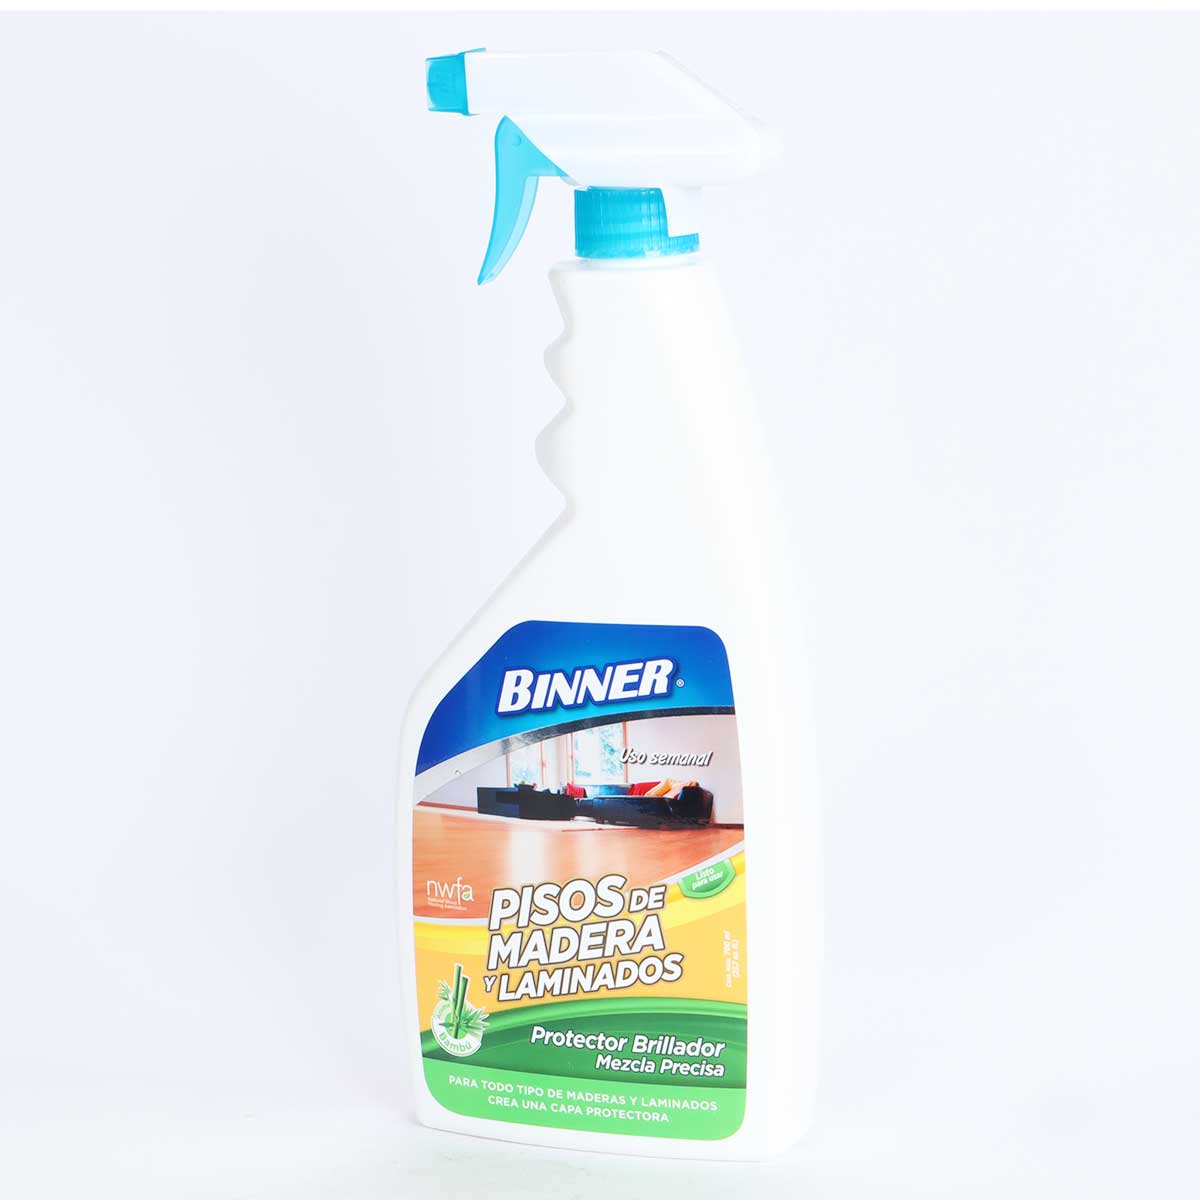 BINNER®
Uso semanal
Listo
para usar
nwfa
PISOS DE
MADERA
Y LAMINADOS
Bambú
Protector Brillador
Mezcla Precisa
PARA TODO TIPO DE MADERAS Y LAMINADOS
CREA UNA CAPA PROTECTORA